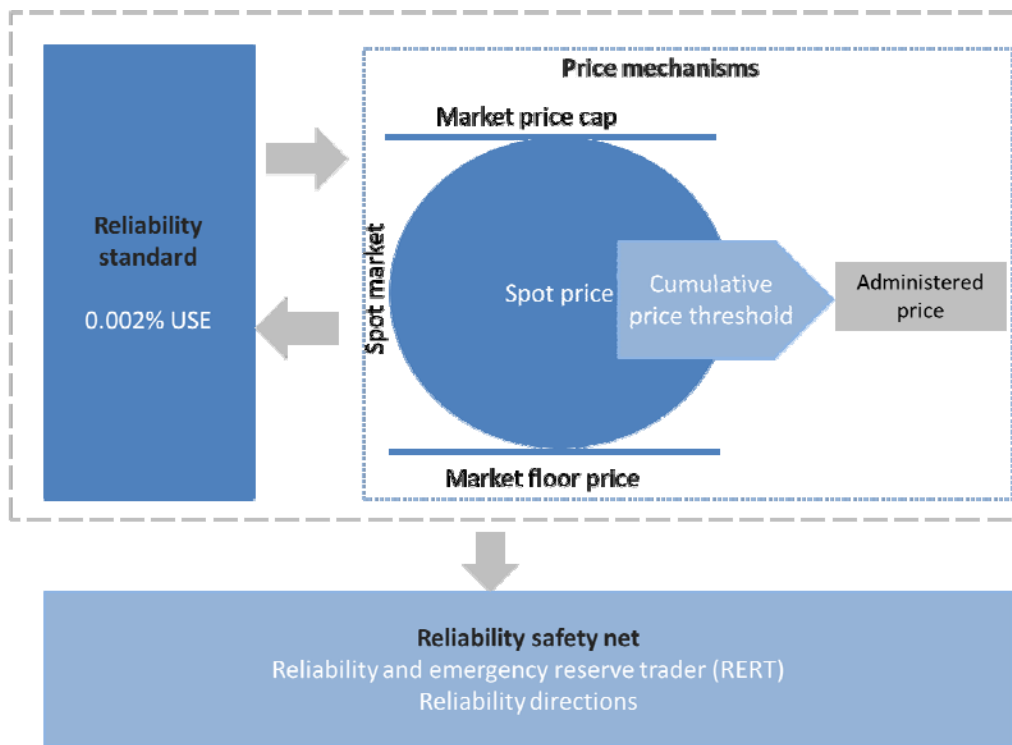 Price mechanisms
Market price cap
Reliability
standard
0.002% USE
Spot market
Spot price
Cumulative
price threshold
Administered
price
Market floor price
Reliability safety net
Reliability and emergency reserve trader (RERT)
Reliability directions